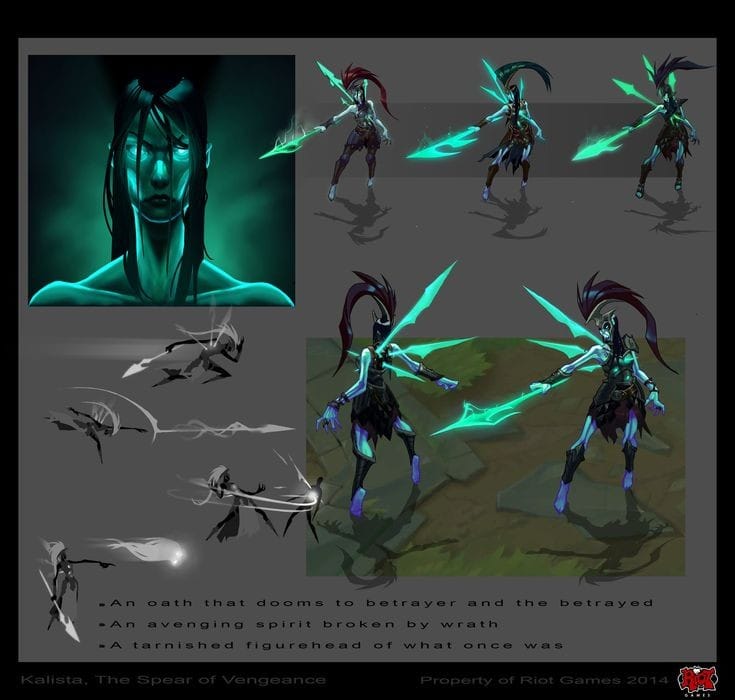 An oath that dooms to betrayer and the betrayed
An avenging spirit broken by wrath
A tarnished figurehead of what once was
Kalista, The Spear of Vengeance
Property of Riot Games 2014
RIOT
GAMES